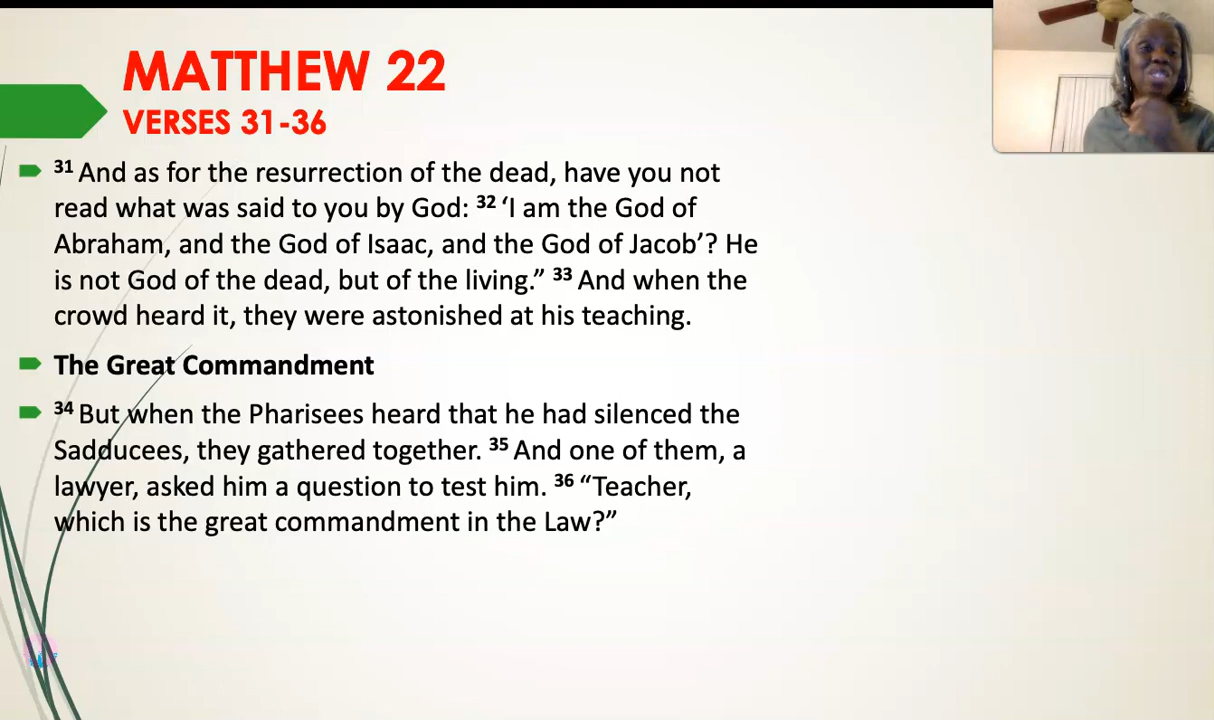 MATTHEW 22
VERSES 31-36
31 And as for the resurrection of the dead, have you not
read what was said to you by God: 32 ‘I am the God of
Abraham, and the God of Isaac, and the God of Jacob’? He
is not God of the dead, but of the living.” 33 And when the
crowd heard it, they were astonished at his teaching.
The Great Commandment
34 But when the Pharisees heard that he had silenced the
Sadducees, they gathered together. 35 And one of them, a
lawyer, asked him a question to test him. 36 “Teacher,
which is the great commandment in the Law?”